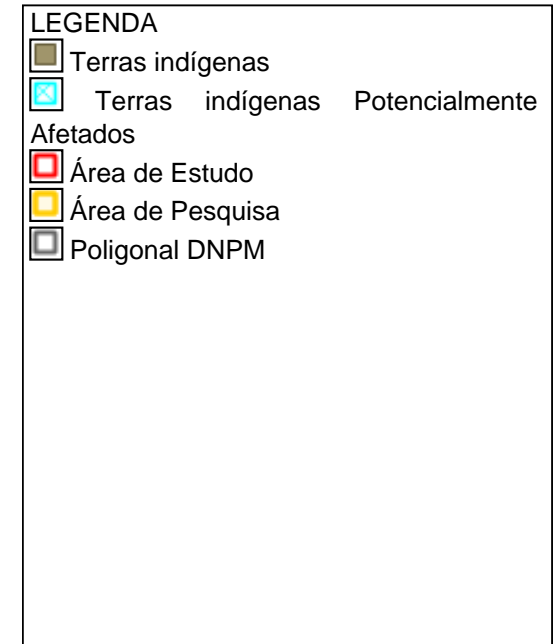 LEGENDA
Terras indígenas
Terras indígenas Potencialmente
Afetados
Área de Estudo
Área de Pesquisa
Poligonal DNPM